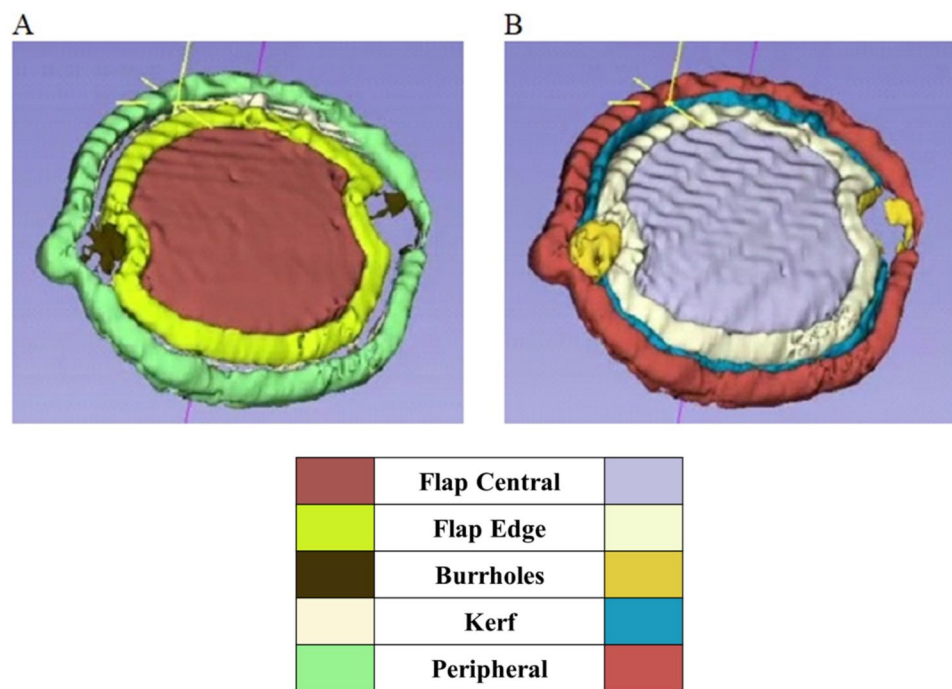 A
B
Flap Central
Flap Edge
Burrholes
Kerf
Peripheral